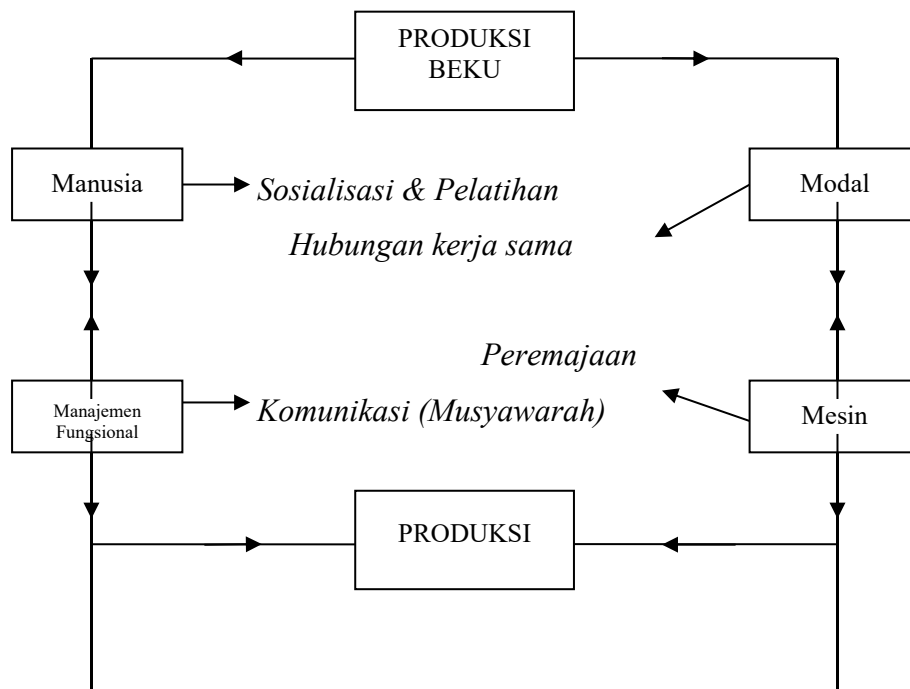 PRODUKSI
BEKU
Manusia
Sosialisasi & Pelatihan
Modal
Hubungan kerja sama
Peremajaan
Manajemen
Fungsional
Komunikasi (Musyawarah)
Mesin
PRODUKSI